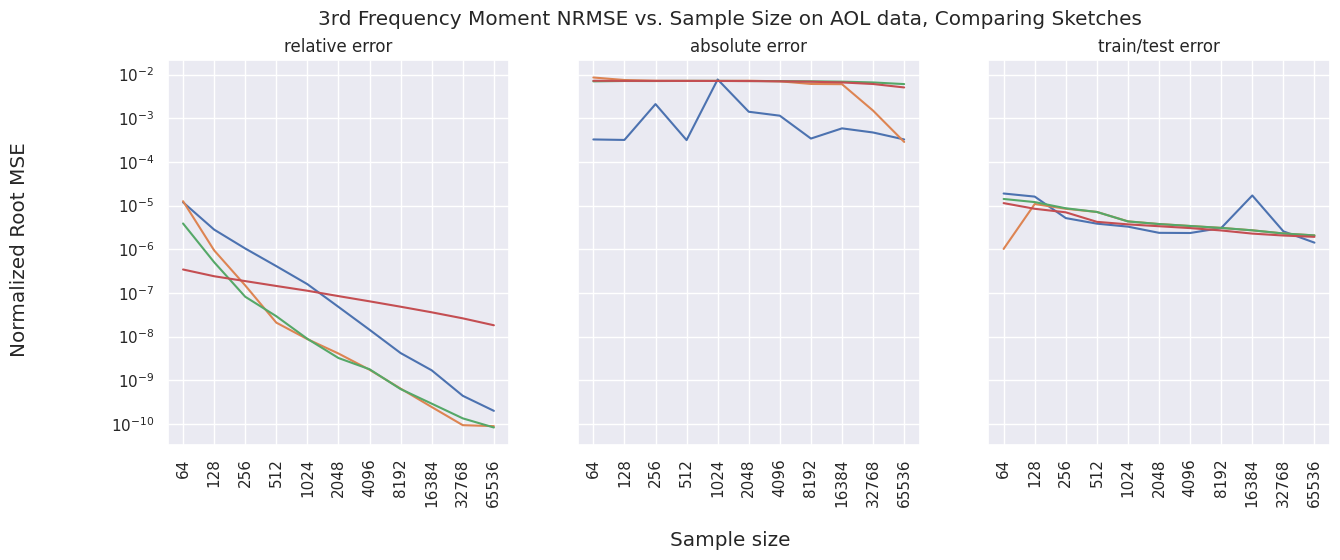 3rd Frequency Moment NRMSE vs. Sample Size on AOL data, Comparing Sketches
relative error
absolute error
train/test error
Normalized Root MSE
10⁻²
10⁻³
10⁻⁴
10⁻⁵
10⁻⁶
10⁻⁷
10⁻⁸
10⁻⁹
10⁻¹⁰
64 128 256 512 1024 2048 4096 8192 16384 32768 65536
64 128 256 512 1024 2048 4096 8192 16384 32768 65536
64 128 256 512 1024 2048 4096 8192 16384 32768 65536
Sample size